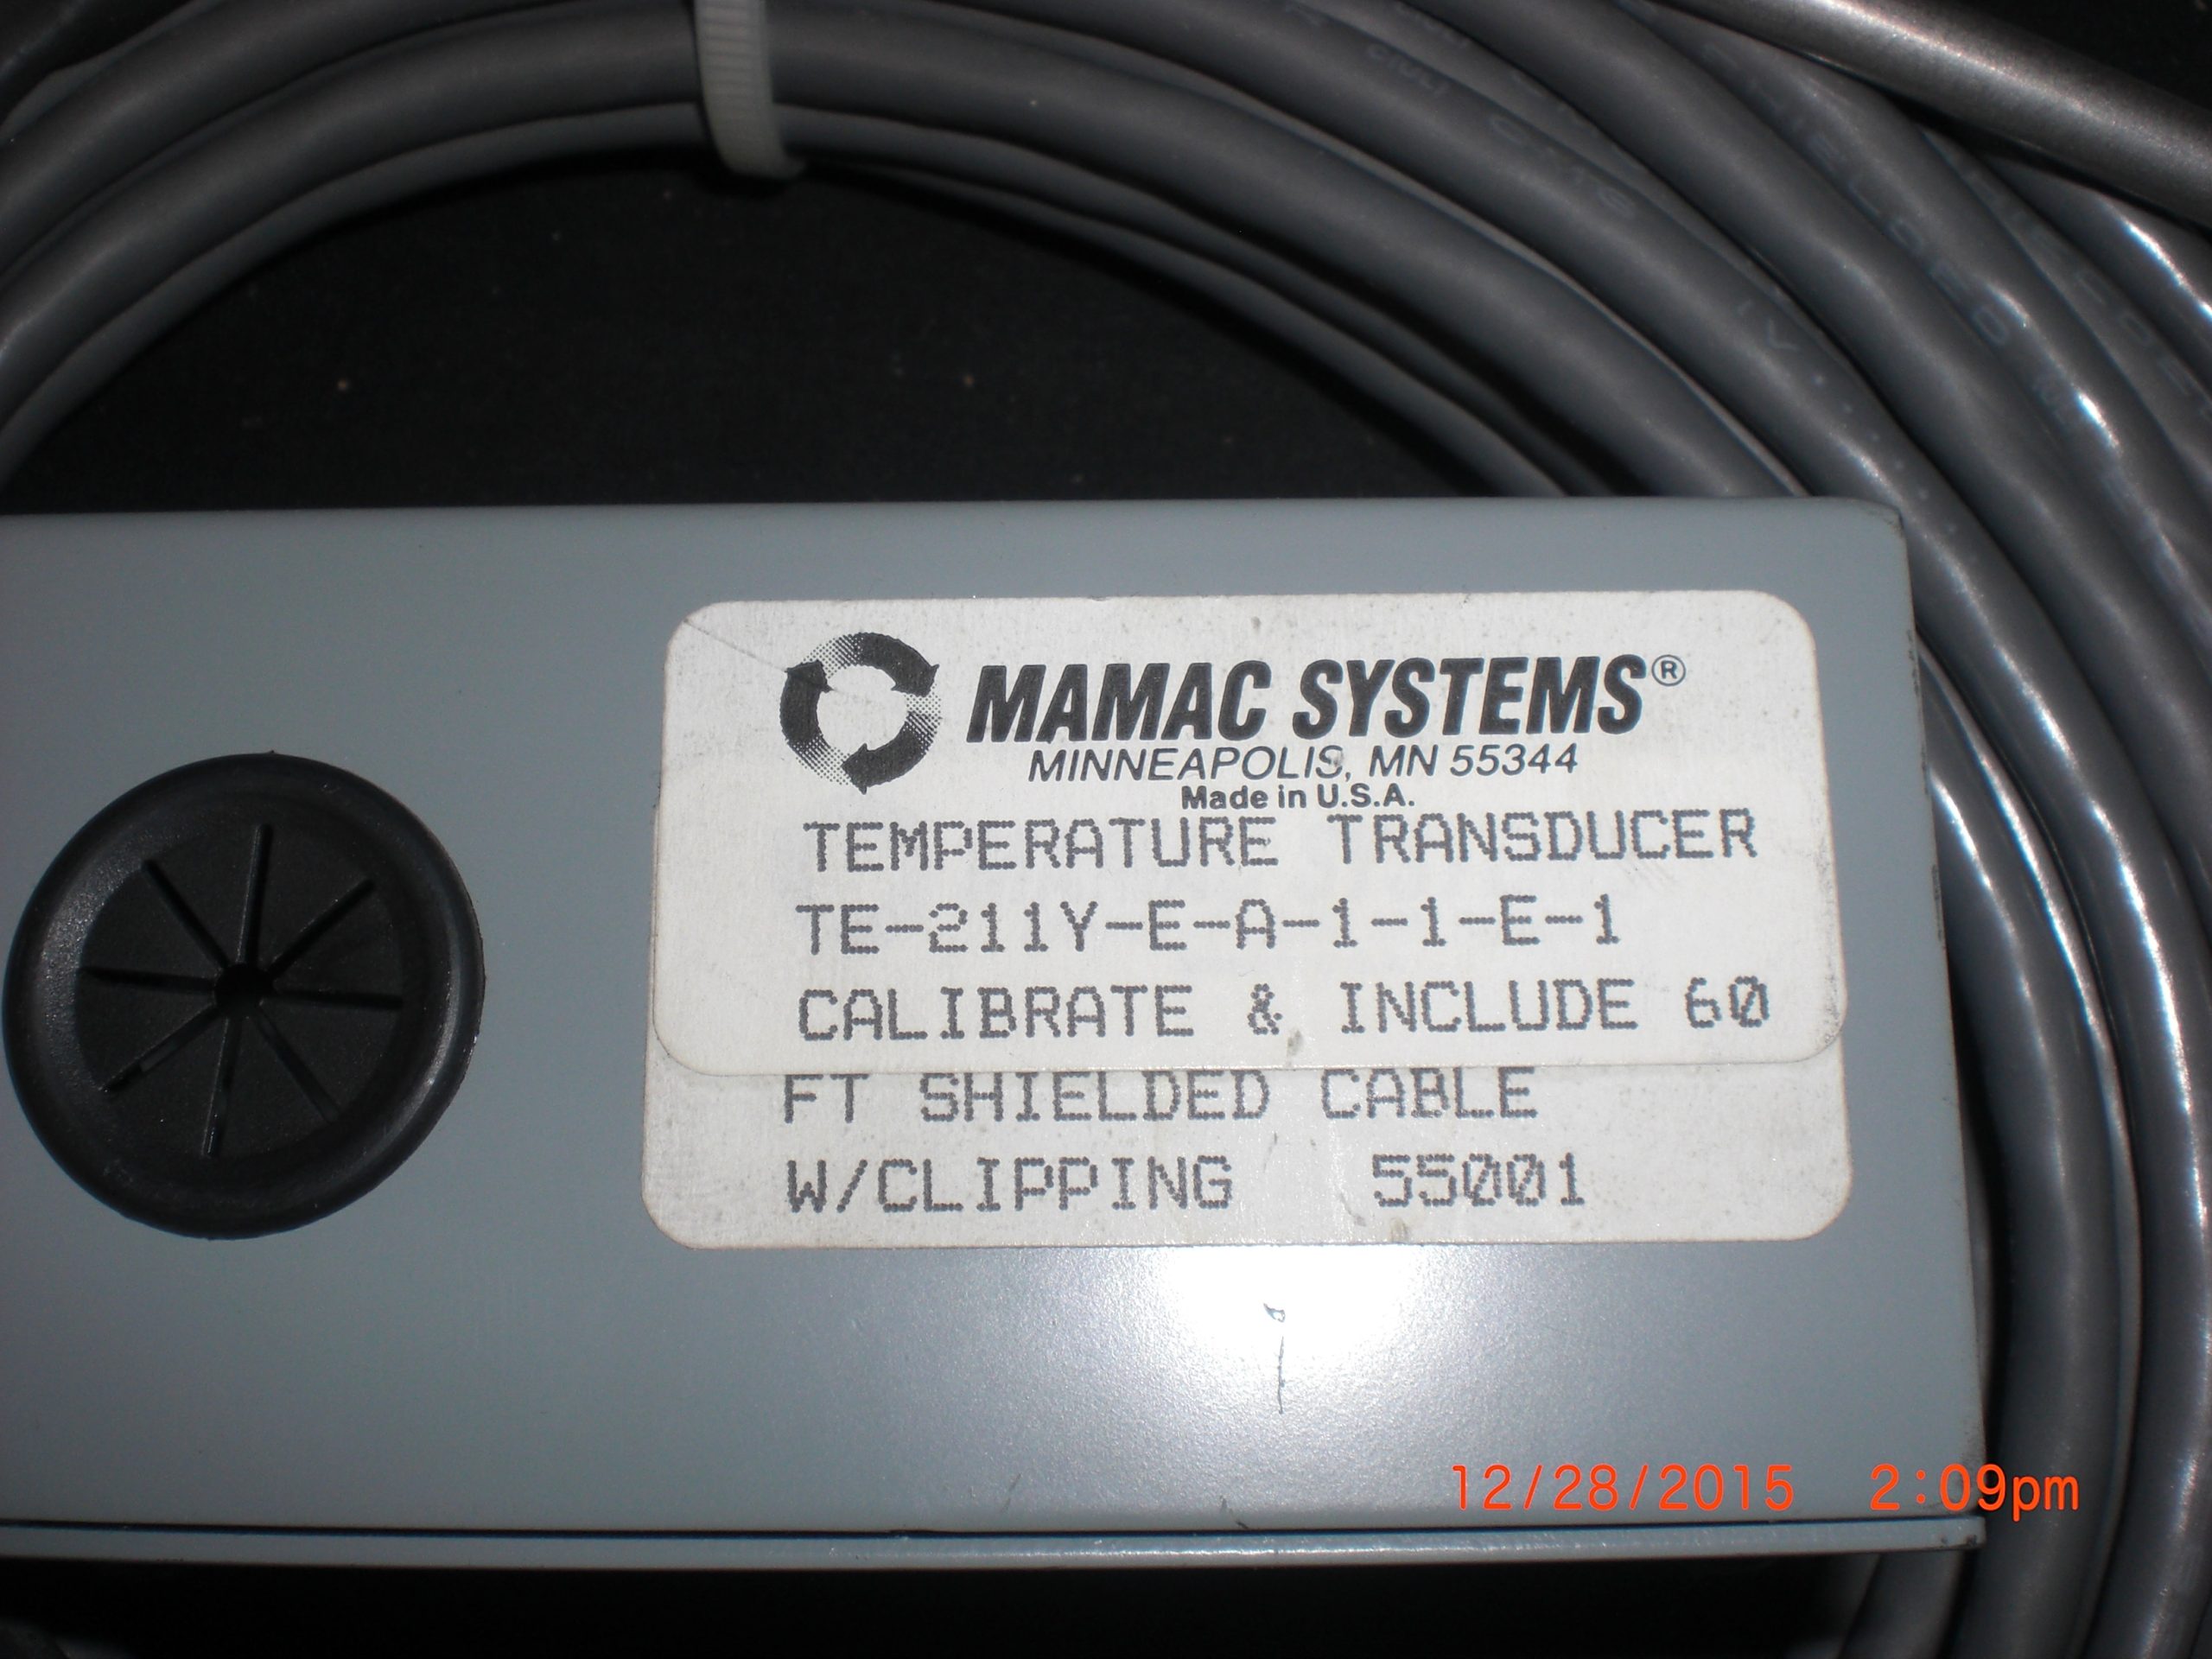 MAMAC SYSTEMS®
MINNEAPOLIS, MN 55344
Made in U.S.A.
TEMPERATURE TRANSDUCER
TE-211Y-E-A-1-1-E-1
CALIBRATE & INCLUDE 60
FT SHIELDED CABLE
W/CLIPPING 55001
12/28/2015 2:09pm